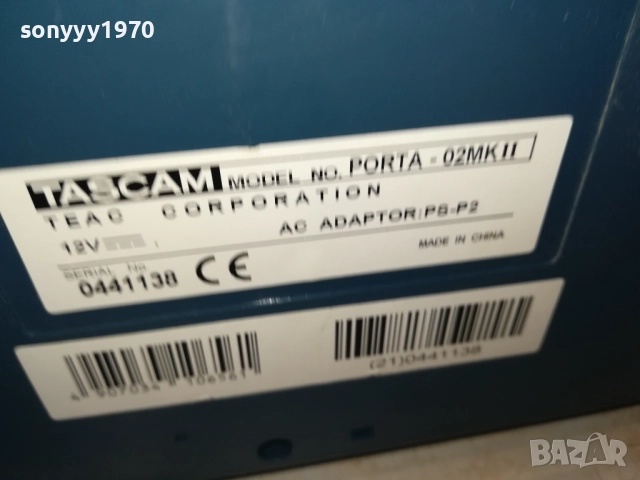 sonyyy1970
TASCAM MODEL NO. PORTA - 02MKII
TEAC CORPORATION
12V AC ADAPTOR:PS-P2
SERIAL No. MADE IN CHINA
0441138 CE
(21)0441138
BAZAR